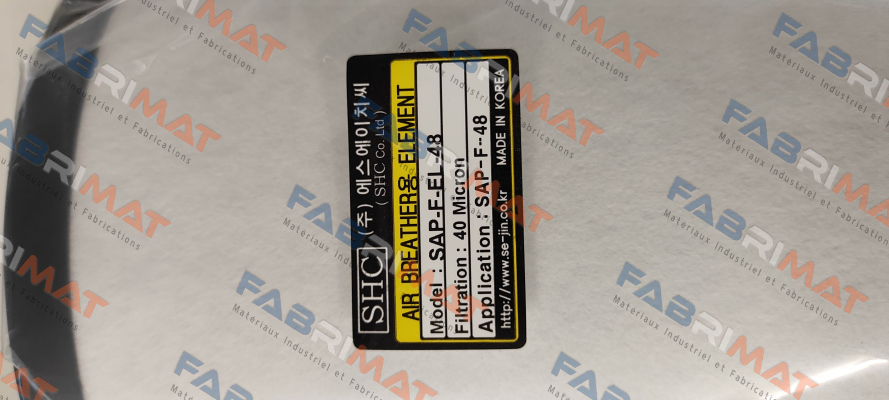 SHC
(주) 에스에이치씨
( SHC Co. Ltd )
AIR BREATHER용 ELEMENT
Model : SAP-F-EL-48
Filtration : 40 Micron
Application : SAP-F-48
http://www.se-jin.co.kr MADE IN KOREA
FABRIMAT
Matériaux Industriel et Fabrications